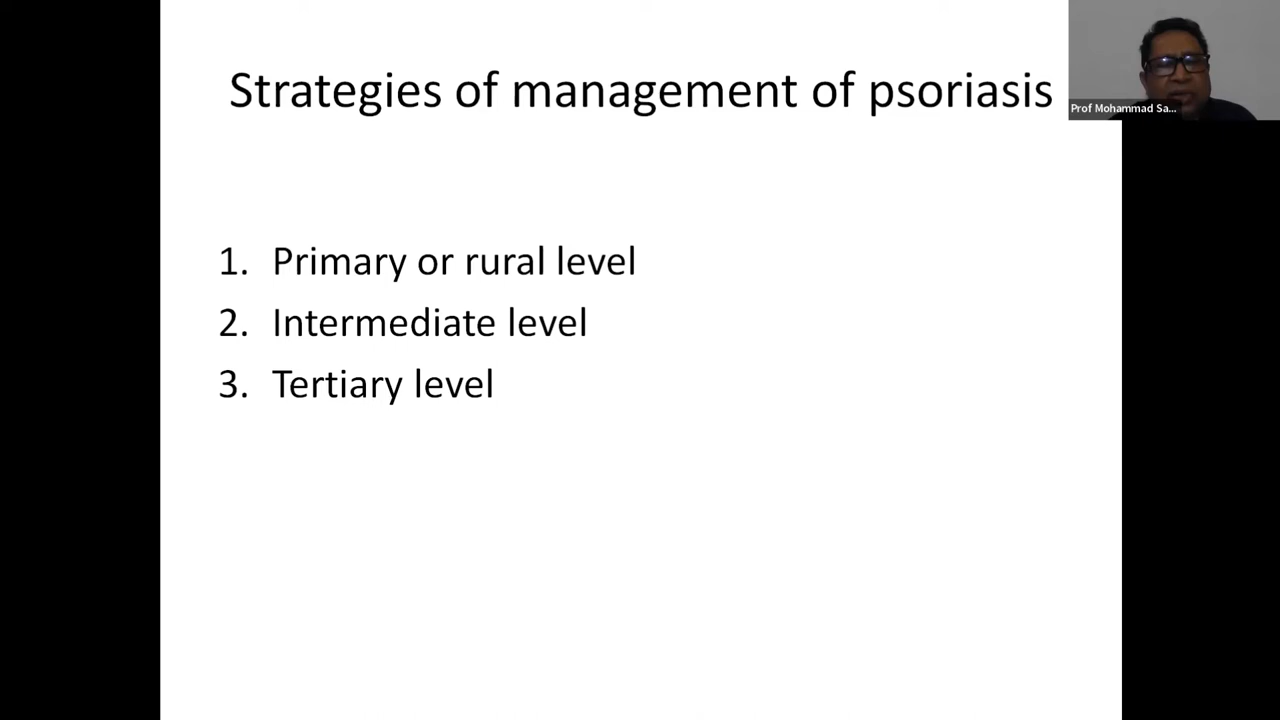 Strategies of management of psoriasis
Prof Mohammad Sa...
1. Primary or rural level
2. Intermediate level
3. Tertiary level